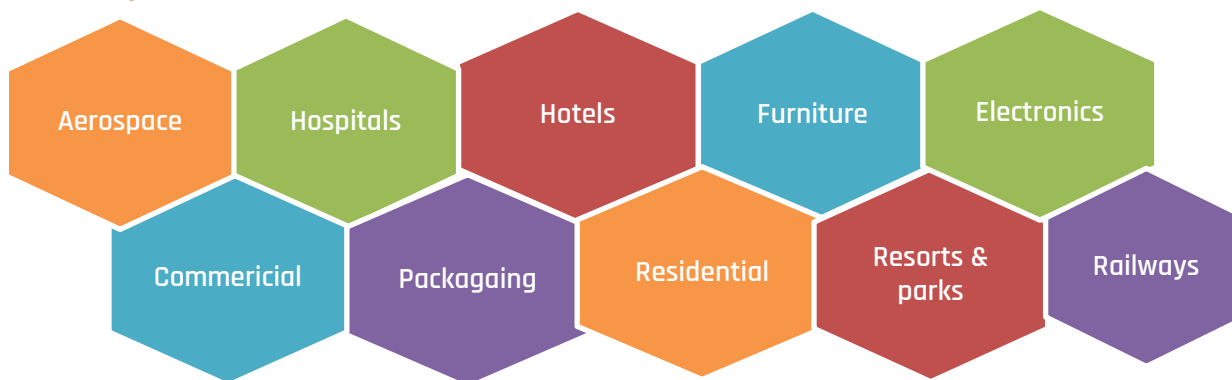 Aerospace
Hospitals
Hotels
Furniture
Electronics
Commericial
Packagaing
Residential
Resorts &
parks
Railways